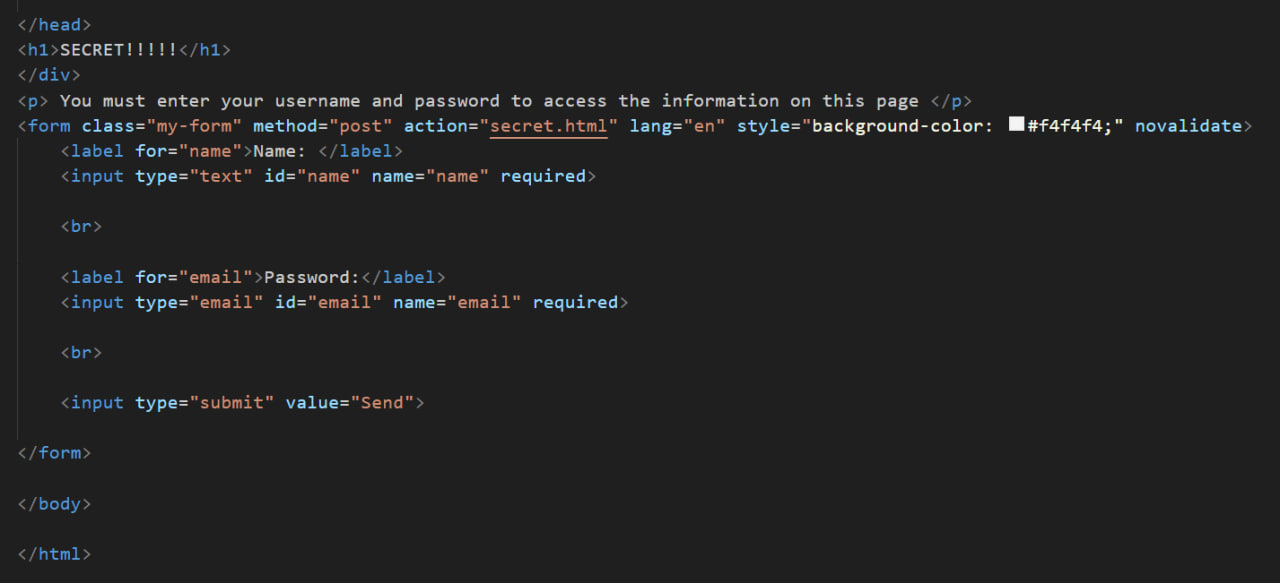 </head>
<h1>SECRET!!!!!</h1>
</div>
<p> You must enter your username and password to access the information on this page </p>
<form class="my-form" method="post" action="secret.html" lang="en" style="background-color: #f4f4f4;" novalidate>
<label for="name">Name: </label>
<input type="text" id="name" name="name" required>
<br>
<label for="email">Password:</label>
<input type="email" id="email" name="email" required>
<br>
<input type="submit" value="Send">
</form>
</body>
</html>